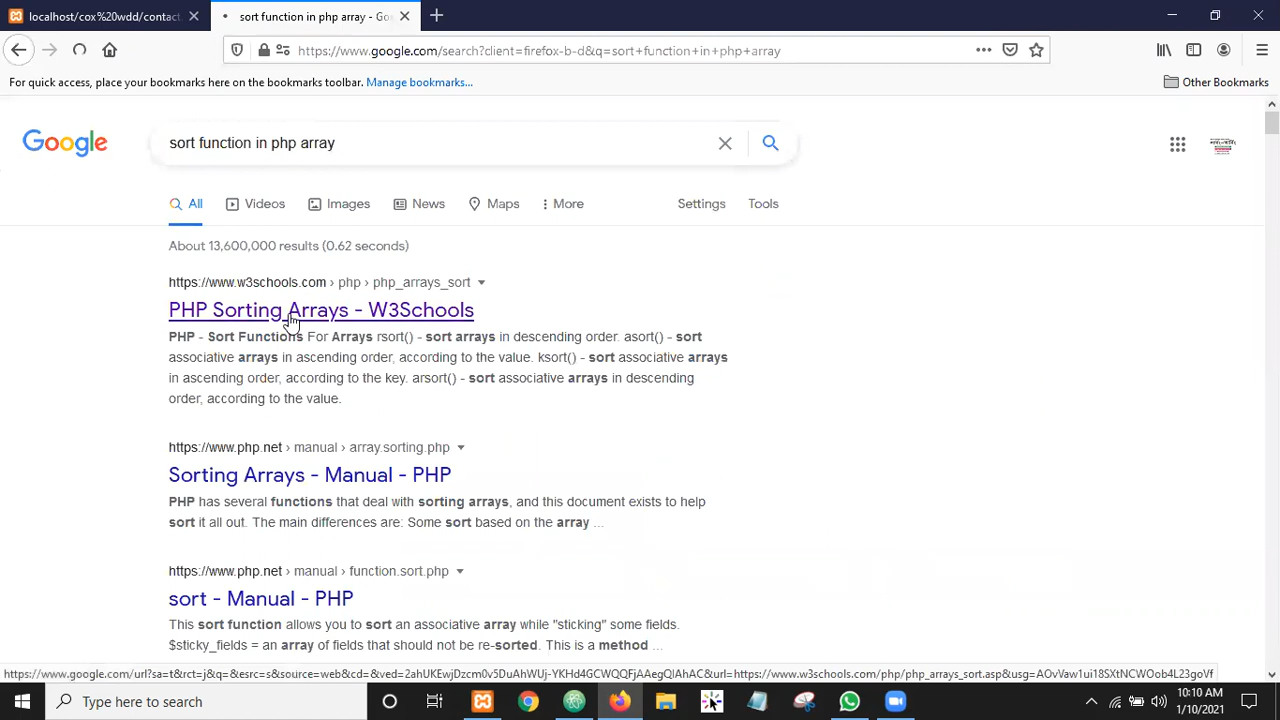 localhost/cox%20wdd/contact
sort function in php array - Go
https://www.google.com/search?client=firefox-b-d&q=sort+function+in+php+array
For quick access, place your bookmarks here on the bookmarks toolbar. Manage bookmarks...
Other Bookmarks
Google
sort function in php array
All
Videos
Images
News
Maps
More
Settings
Tools
About 13,600,000 results (0.62 seconds)
https://www.w3schools.com › php › php_arrays_sort
PHP Sorting Arrays - W3Schools
PHP - Sort Functions For Arrays rsort() - sort arrays in descending order. asort() - sort
associative arrays in ascending order, according to the value. ksort() - sort associative arrays
in ascending order, according to the key. arsort() - sort associative arrays in descending
order, according to the value.
https://www.php.net › manual › array.sorting.php
Sorting Arrays - Manual - PHP
PHP has several functions that deal with sorting arrays, and this document exists to help
sort it all out. The main differences are: Some sort based on the array ...
https://www.php.net › manual › function.sort.php
sort - Manual - PHP
This sort function allows you to sort an associative array while "sticking" some fields.
$sticky_fields = an array of fields that should not be re-sorted. This is a method ...
https://www.google.com/url?sa=t&rct=j&q=&esrc=s&source=web&cd=&ved=2ahUKEwjDzcm0v5DuAhWUj-YKHd4GCWQQFjAAegQIAhAC&url=https://www.w3schools.com/php/php_arrays_sort.asp&usg=AOvVaw1ui18SXtNCWOob4L23goVf
Type here to search
10:10 AM
1/10/2021